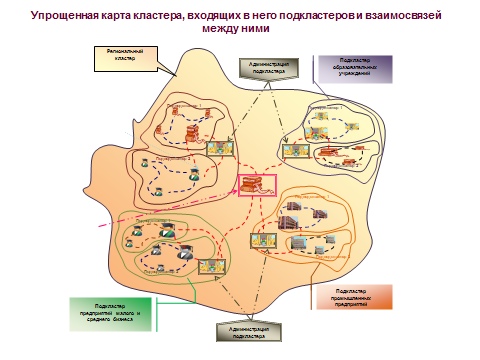 Упрощенная карта кластера, входящих в него подкластеров и взаимосвязей
между ними
Региональный
кластер
Администрация
подкластера
Подкластер
образовательных
учреждений
Подкластер
предприятий малого и
среднего бизнеса
Подкластер
промышленных
предприятий
Администрация
подкластера